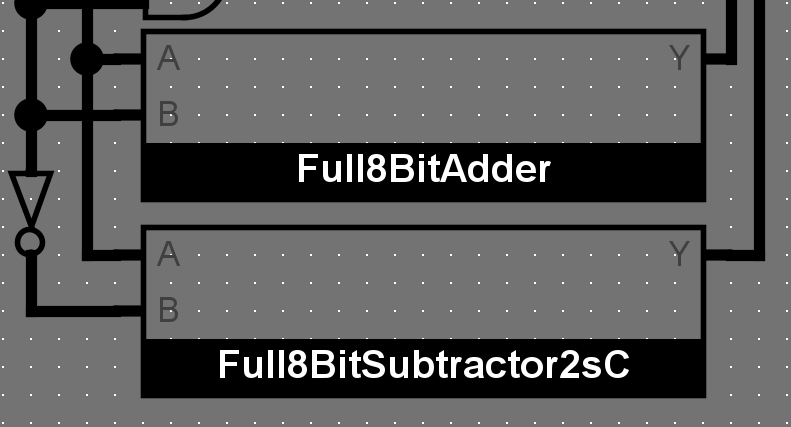 A Y
B
Full8BitAdder
A Y
B
Full8BitSubtractor2sC